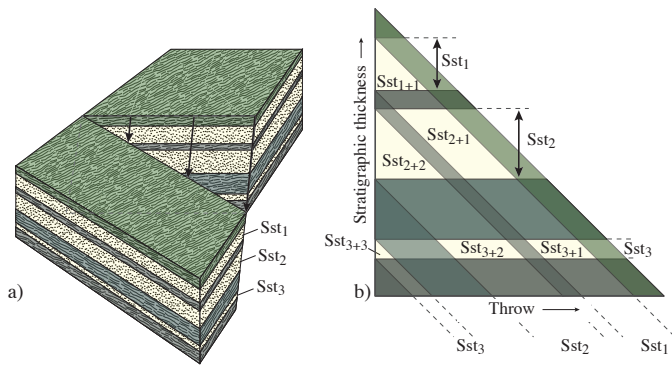 a)
Sst1
Sst2
Sst3
b)
Stratigraphic thickness
Sst1
Sst1+1
Sst2+1
Sst2
Sst2+2
Sst3+3
Sst3+2
Sst3+1
Sst3
Throw
Sst3
Sst2
Sst1